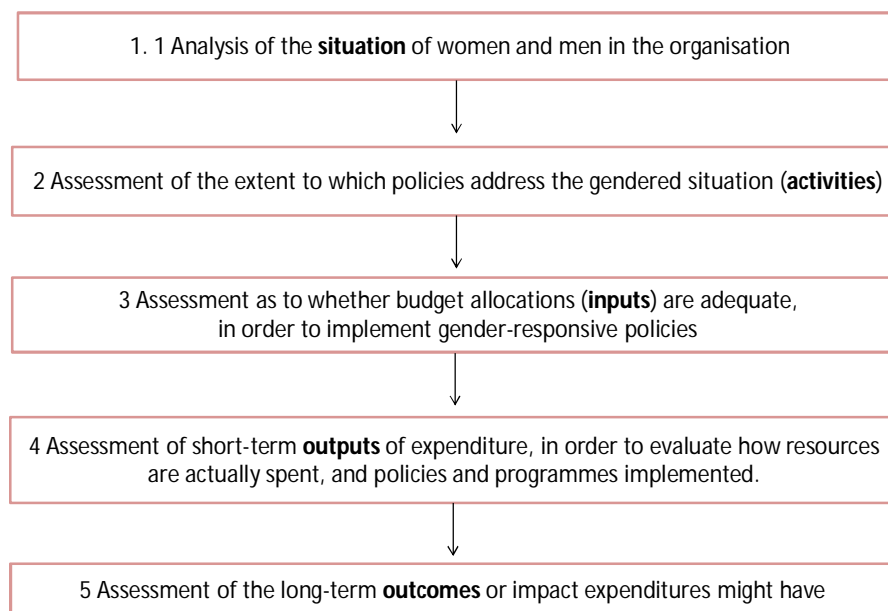 1. 1 Analysis of the situation of women and men in the organisation
2 Assessment of the extent to which policies address the gendered situation (activities)
3 Assessment as to whether budget allocations (inputs) are adequate,
in order to implement gender-responsive policies
4 Assessment of short-term outputs of expenditure, in order to evaluate how resources
are actually spent, and policies and programmes implemented.
5 Assessment of the long-term outcomes or impact expenditures might have